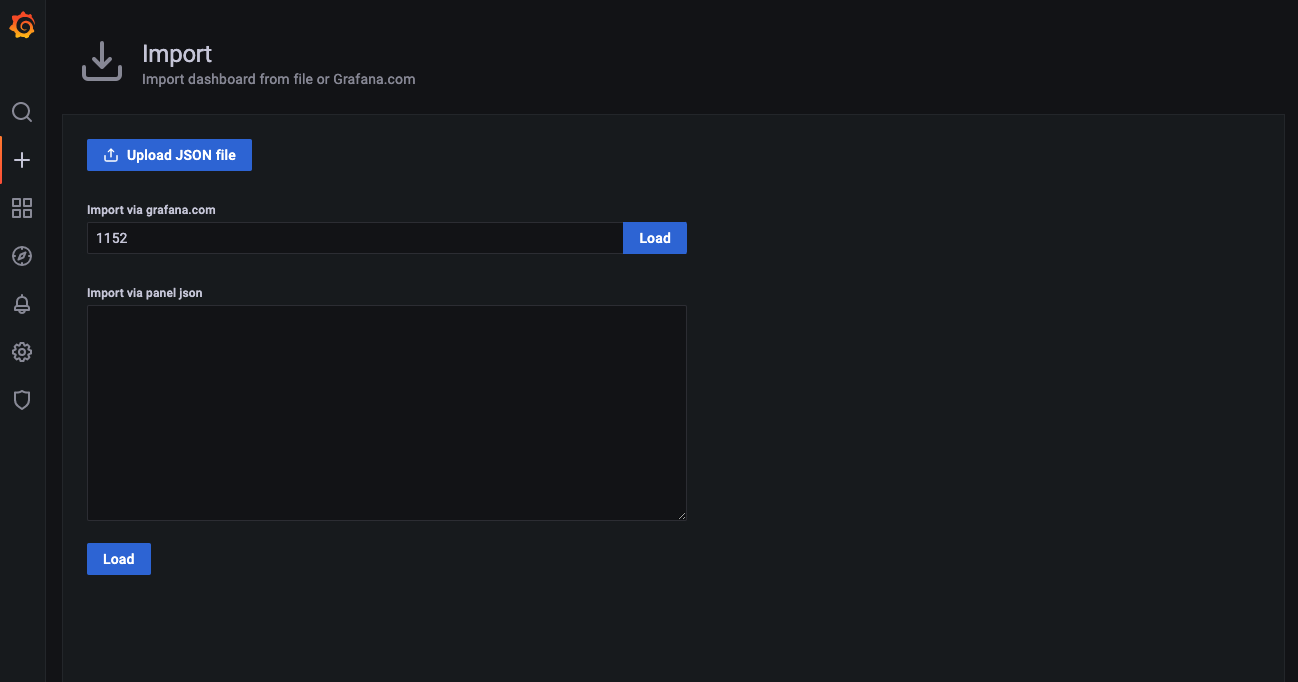 Import
Import dashboard from file or Grafana.com
Upload JSON file
Import via grafana.com
1152
Load
Import via panel json
Load